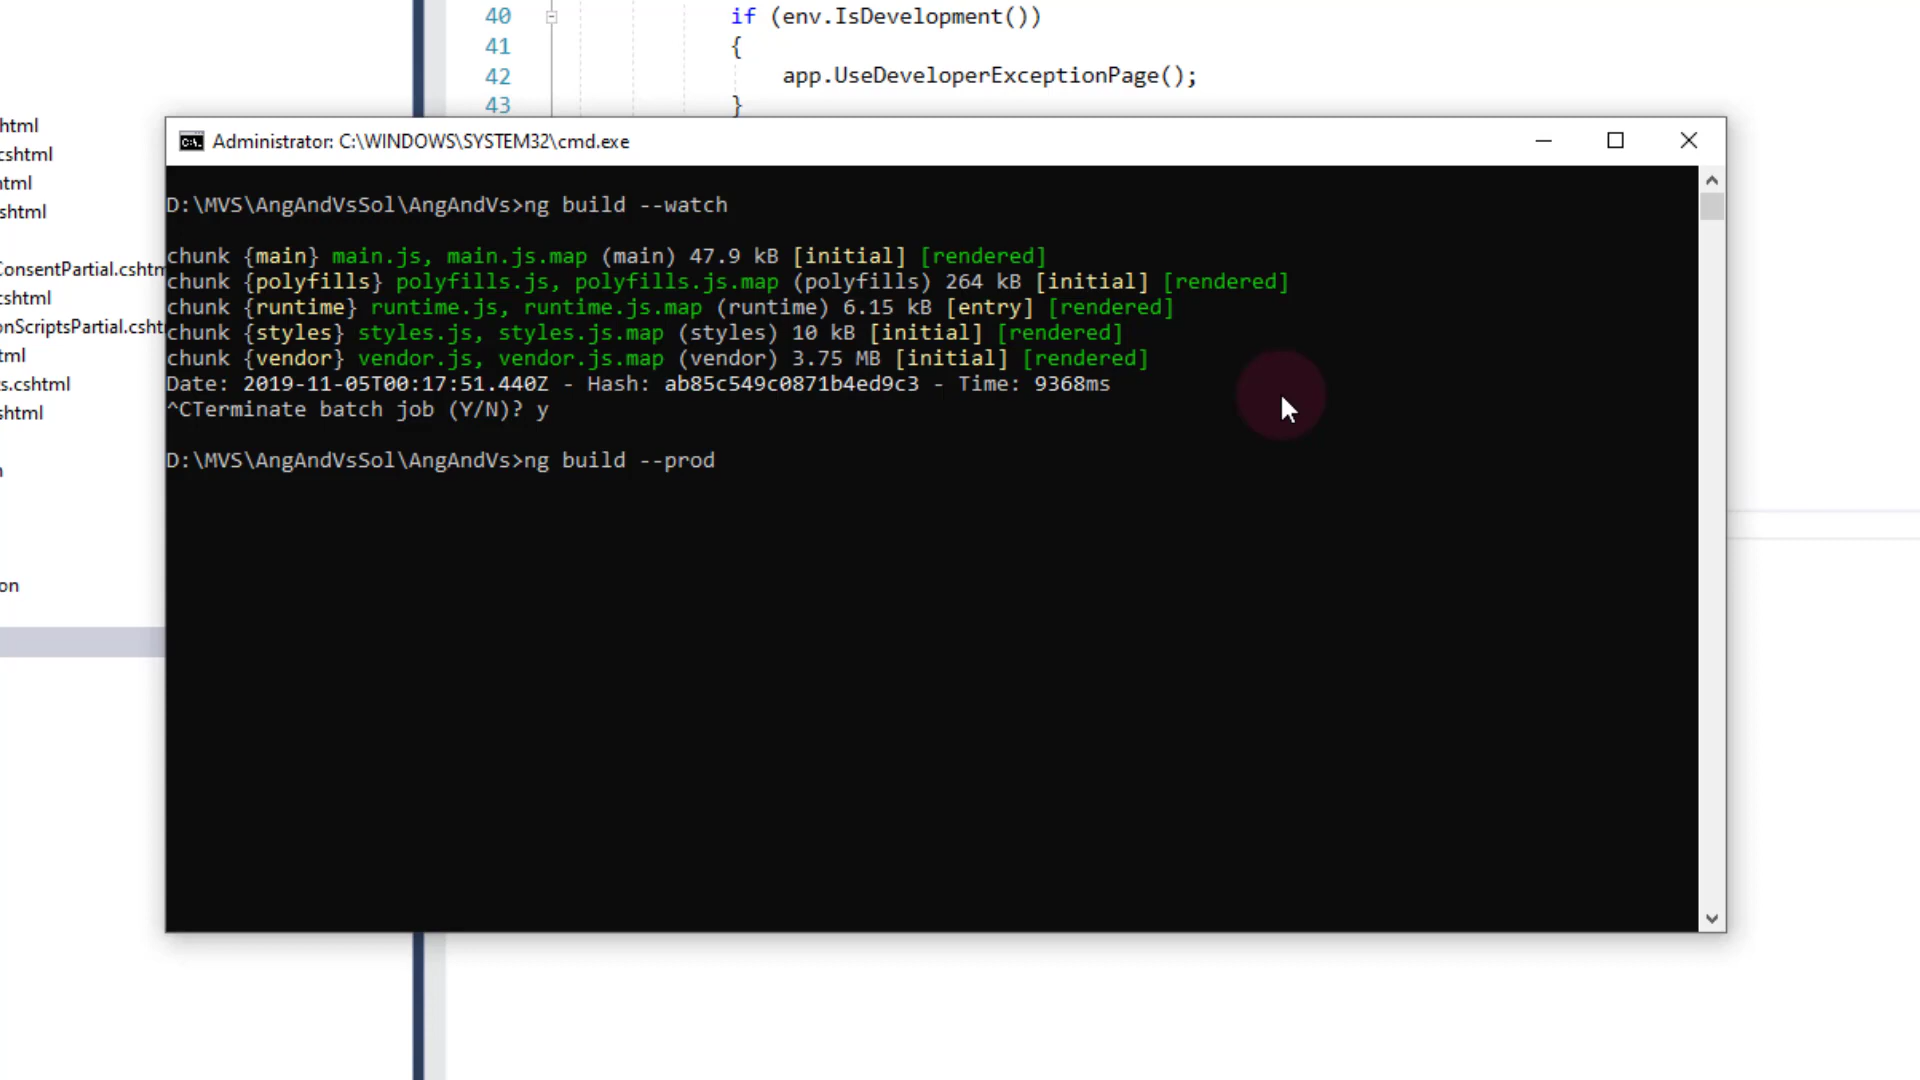 40 if (env.IsDevelopment())
41 {
42 app.UseDeveloperExceptionPage();
43 }
html
cshtml
tml
shtml
ConsentPartial.cshtm
cshtml
onScriptsPartial.csht
tml
s.cshtml
shtml
on
Administrator: C:\WINDOWS\SYSTEM32\cmd.exe
D:\MVS\AngAndVsSol\AngAndVs>ng build --watch
chunk {main} main.js, main.js.map (main) 47.9 kB [initial] [rendered]
chunk {polyfills} polyfills.js, polyfills.js.map (polyfills) 264 kB [initial] [rendered]
chunk {runtime} runtime.js, runtime.js.map (runtime) 6.15 kB [entry] [rendered]
chunk {styles} styles.js, styles.js.map (styles) 10 kB [initial] [rendered]
chunk {vendor} vendor.js, vendor.js.map (vendor) 3.75 MB [initial] [rendered]
Date: 2019-11-05T00:17:51.440Z - Hash: ab85c549c0871b4ed9c3 - Time: 9368ms
^CTerminate batch job (Y/N)? y
D:\MVS\AngAndVsSol\AngAndVs>ng build --prod